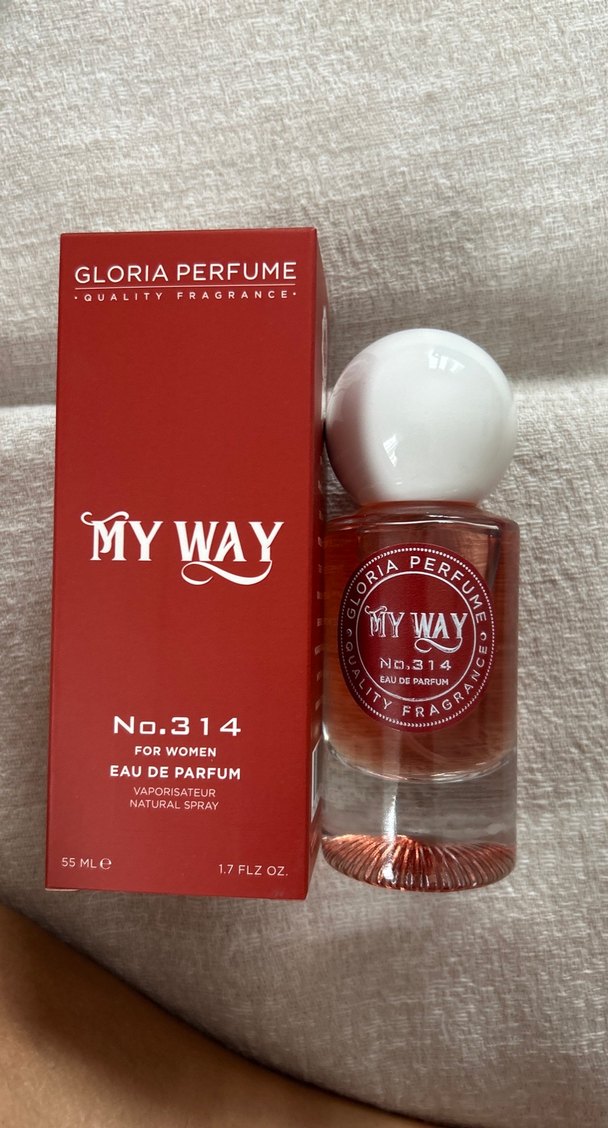 GLORIA PERFUME
• QUALITY FRAGRANCE •
MY WAY
No.314
FOR WOMEN
EAU DE PARFUM
VAPORISATEUR
NATURAL SPRAY
55 ML ℮
1.7 FLZ OZ.
GLORIA PERFUME
MY WAY
No.314
EAU DE PARFUM
QUALITY FRAGRANCE